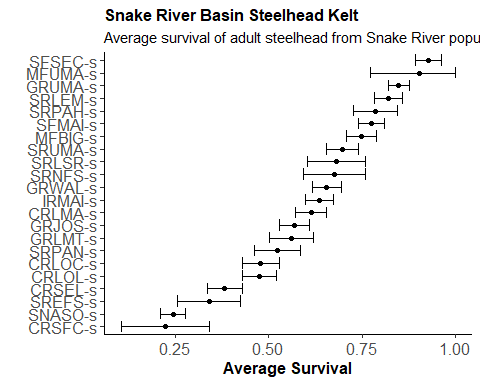 Snake River Basin Steelhead Kelt
Average survival of adult steelhead from Snake River popu
SFSEC-s
MFUMA-s
GRUMA-s
SRLEM-s
SRPAH-s
SFMAI-s
MFBIG-s
SRUMA-s
SRLSR-s
SRNFS-s
GRWAL-s
IRMAI-s
CRLMA-s
GRJOS-s
GRLMT-s
SRPAN-s
CRLOC-s
CRLOL-s
CRSEL-s
SREFS-s
SNASO-s
CRSFC-s
0.25 0.50 0.75 1.00
Average Survival